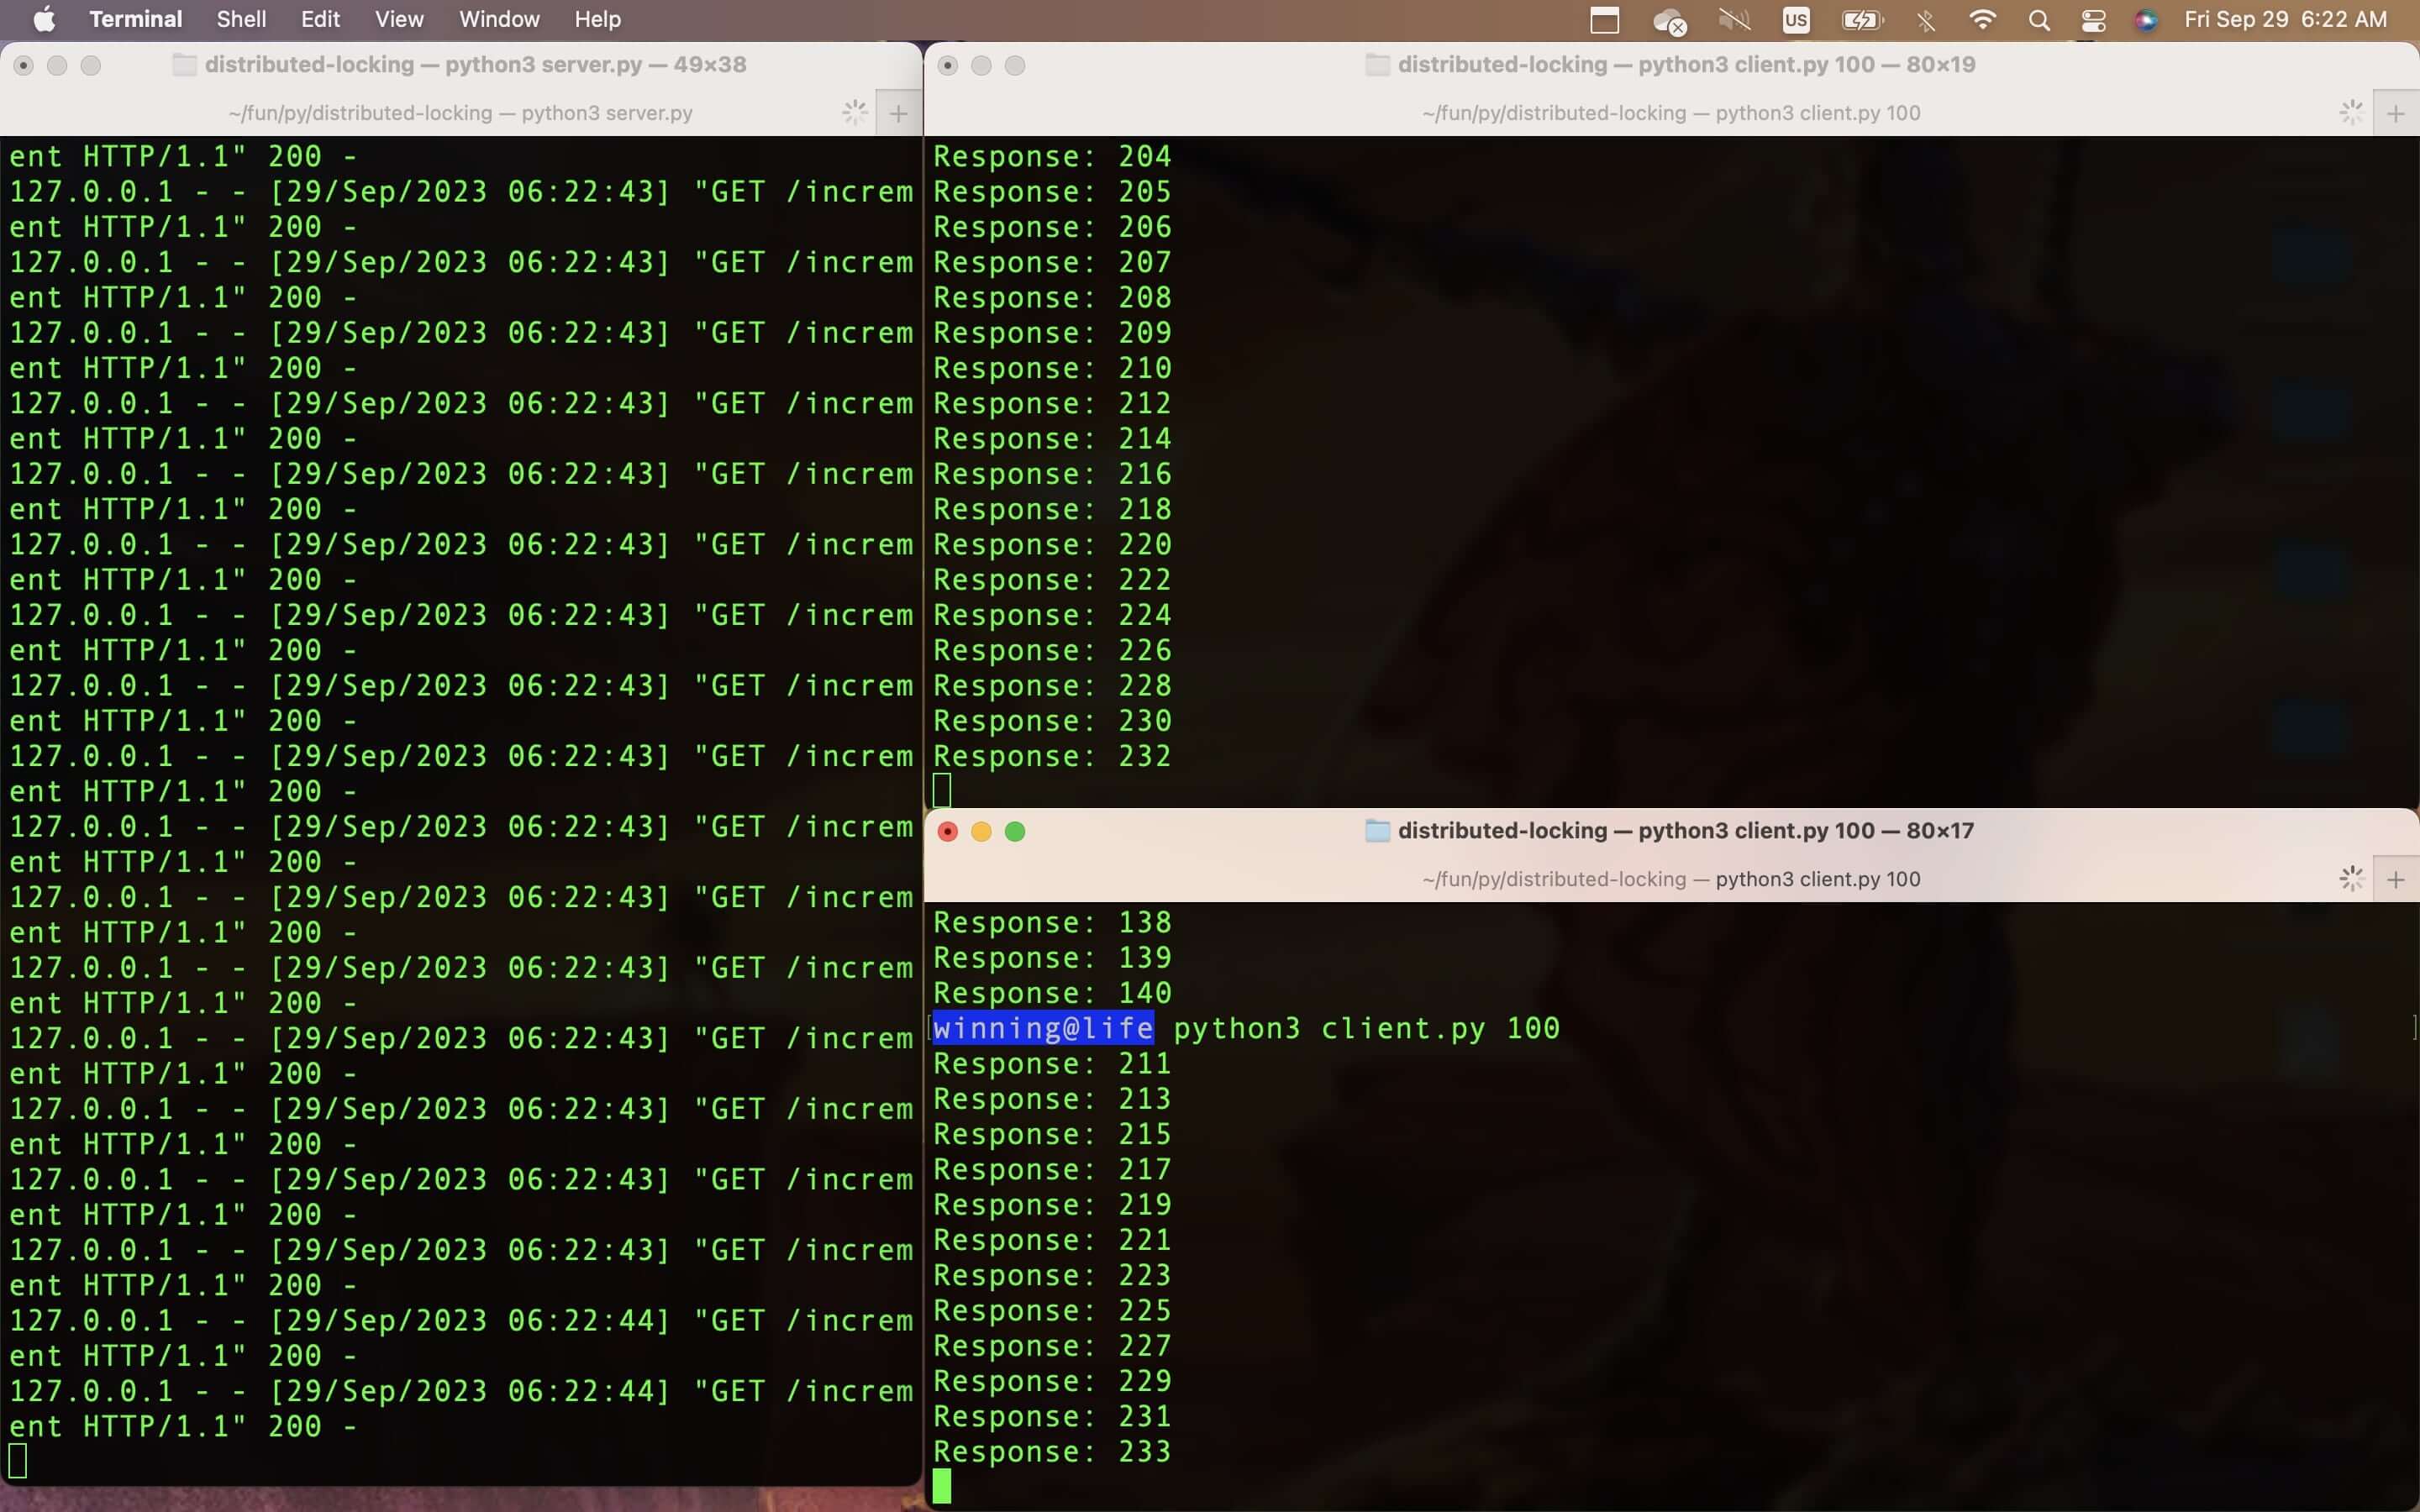 Terminal Shell Edit View Window Help US Fri Sep 29 6:22 AM
distributed-locking — python3 server.py — 49×38
~/fun/py/distributed-locking — python3 server.py
ent HTTP/1.1" 200 -
127.0.0.1 - - [29/Sep/2023 06:22:43] "GET /increm
ent HTTP/1.1" 200 -
127.0.0.1 - - [29/Sep/2023 06:22:43] "GET /increm
ent HTTP/1.1" 200 -
127.0.0.1 - - [29/Sep/2023 06:22:43] "GET /increm
ent HTTP/1.1" 200 -
127.0.0.1 - - [29/Sep/2023 06:22:43] "GET /increm
ent HTTP/1.1" 200 -
127.0.0.1 - - [29/Sep/2023 06:22:43] "GET /increm
ent HTTP/1.1" 200 -
127.0.0.1 - - [29/Sep/2023 06:22:43] "GET /increm
ent HTTP/1.1" 200 -
127.0.0.1 - - [29/Sep/2023 06:22:43] "GET /increm
ent HTTP/1.1" 200 -
127.0.0.1 - - [29/Sep/2023 06:22:43] "GET /increm
ent HTTP/1.1" 200 -
127.0.0.1 - - [29/Sep/2023 06:22:43] "GET /increm
ent HTTP/1.1" 200 -
127.0.0.1 - - [29/Sep/2023 06:22:43] "GET /increm
ent HTTP/1.1" 200 -
127.0.0.1 - - [29/Sep/2023 06:22:43] "GET /increm
ent HTTP/1.1" 200 -
127.0.0.1 - - [29/Sep/2023 06:22:43] "GET /increm
ent HTTP/1.1" 200 -
127.0.0.1 - - [29/Sep/2023 06:22:43] "GET /increm
ent HTTP/1.1" 200 -
127.0.0.1 - - [29/Sep/2023 06:22:43] "GET /increm
ent HTTP/1.1" 200 -
127.0.0.1 - - [29/Sep/2023 06:22:43] "GET /increm
ent HTTP/1.1" 200 -
127.0.0.1 - - [29/Sep/2023 06:22:43] "GET /increm
ent HTTP/1.1" 200 -
127.0.0.1 - - [29/Sep/2023 06:22:44] "GET /increm
ent HTTP/1.1" 200 -
127.0.0.1 - - [29/Sep/2023 06:22:44] "GET /increm
ent HTTP/1.1" 200 -
distributed-locking — python3 client.py 100 — 80×19
~/fun/py/distributed-locking — python3 client.py 100
Response: 204
Response: 205
Response: 206
Response: 207
Response: 208
Response: 209
Response: 210
Response: 212
Response: 214
Response: 216
Response: 218
Response: 220
Response: 222
Response: 224
Response: 226
Response: 228
Response: 230
Response: 232
distributed-locking — python3 client.py 100 — 80×17
~/fun/py/distributed-locking — python3 client.py 100
Response: 138
Response: 139
Response: 140
[winning@life python3 client.py 100 ]
Response: 211
Response: 213
Response: 215
Response: 217
Response: 219
Response: 221
Response: 223
Response: 225
Response: 227
Response: 229
Response: 231
Response: 233